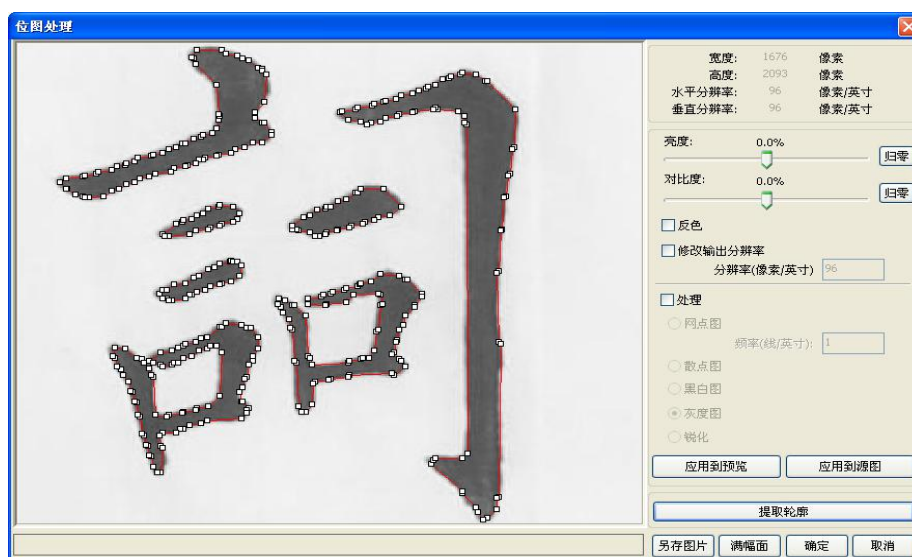 位图处理
詞
宽度: 1676 像素
高度: 2093 像素
水平分辨率: 96 像素/英寸
垂直分辨率: 96 像素/英寸
亮度: 0.0%
归零
对比度: 0.0%
归零
反色
修改输出分辨率
分辨率(像素/英寸) 96
处理
网点图
频率(线/英寸): 1
散点图
黑白图
灰度图
锐化
应用到预览 应用到源图
提取轮廓
另存图片 满幅面 确定 取消